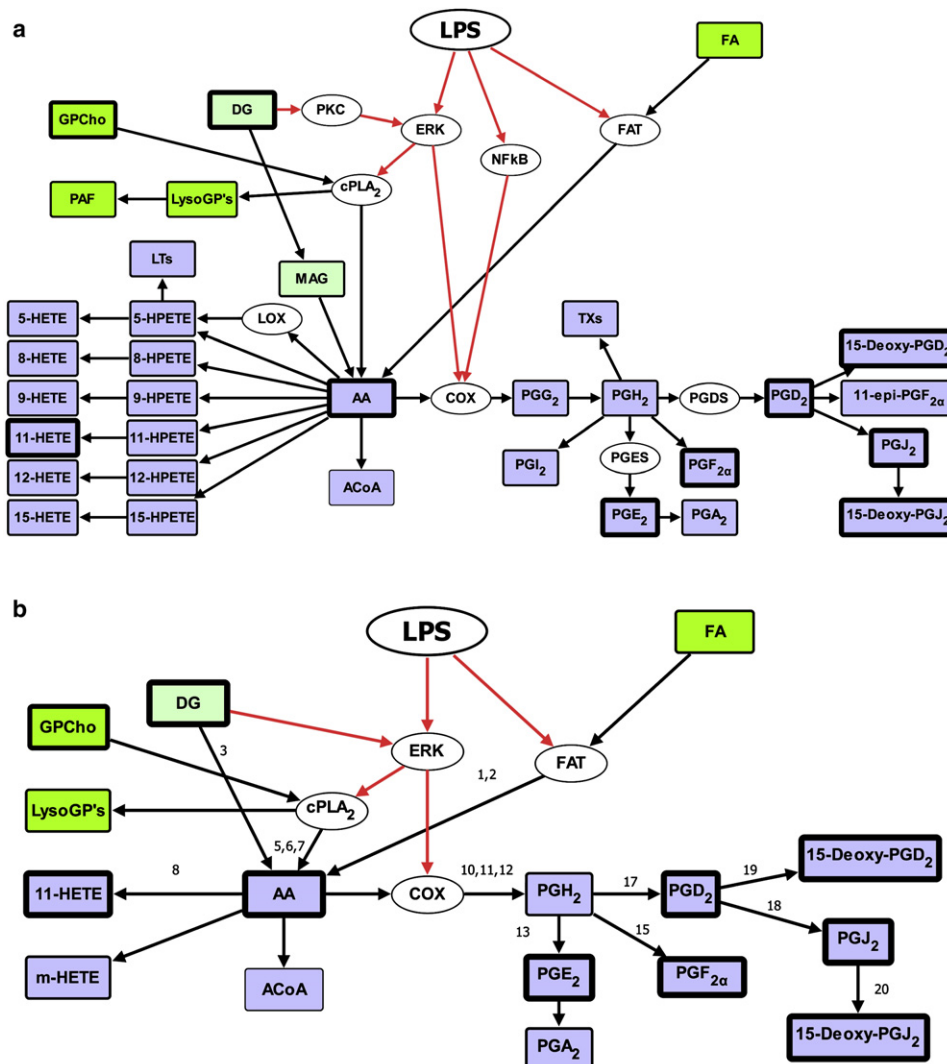 a
LPS
FA
DG
PKC
GPCho
ERK
FAT
NFkB
cPLA2
PAF
LysoGP's
LTs
MAG
5-HETE
5-HPETE
LOX
TXs
8-HETE
8-HPETE
15-Deoxy-PGD2
9-HETE
9-HPETE
AA
COX
PGG2
PGH2
PGDS
PGD2
11-epi-PGF2α
11-HETE
11-HPETE
PGI2
PGES
PGF2α
PGJ2
12-HETE
12-HPETE
ACoA
15-HETE
15-HPETE
PGE2
PGA2
15-Deoxy-PGJ2
b
LPS
FA
DG
GPCho
3
ERK
FAT
1,2
LysoGP's
cPLA2
5,6,7
15-Deoxy-PGD2
8
10,11,12
19
11-HETE
AA
COX
PGH2
17
PGD2
18
13
15
PGJ2
m-HETE
ACoA
PGE2
PGF2α
20
PGA2
15-Deoxy-PGJ2